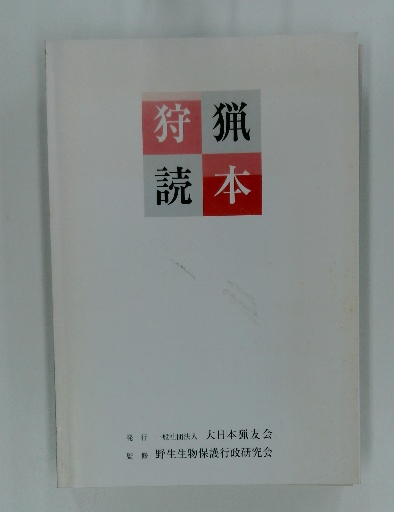 狩猟
読本
発行 一般社団法人 大日本猟友会
監修 野生生物保護行政研究会